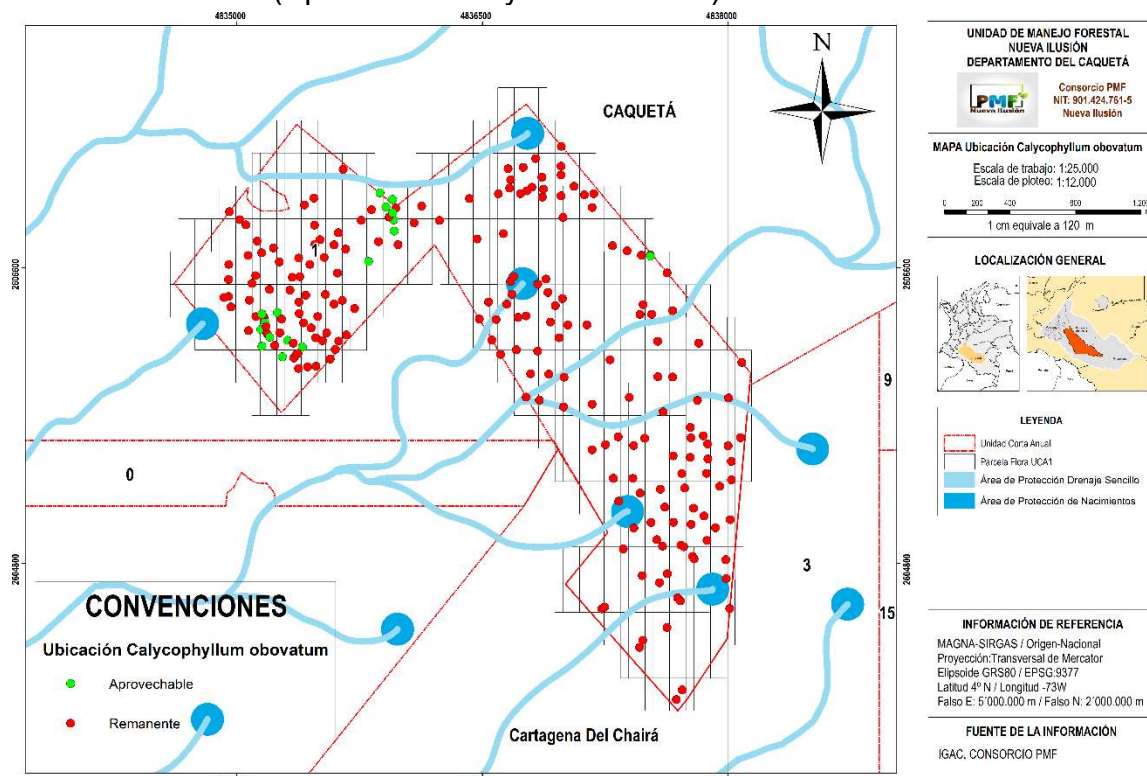 4835000
4836500
4838000
2606600
2604800
2606600
2604800
N
CAQUETÁ
1
9
0
3
15
Cartagena Del Chairá
CONVENCIONES
Ubicación Calycophyllum obovatum
Aprovechable
Remanente
UNIDAD DE MANEJO FORESTAL
NUEVA ILUSIÓN
DEPARTAMENTO DEL CAQUETÁ
PMF
Nueva Ilusión
Consorcio PMF
NIT: 901.424.761-5
Nueva Ilusión
MAPA Ubicación Calycophyllum obovatum
Escala de trabajo: 1:25.000
Escala de ploteo: 1:12.000
0 200 400 800 1200
1 cm equivale a 120 m
LOCALIZACIÓN GENERAL
LEYENDA
Unidad Corta Anual
Parcela Flora UCA1
Área de Protección Drenaje Sencillo
Área de Protección de Nacimientos
INFORMACIÓN DE REFERENCIA
MAGNA-SIRGAS / Origen-Nacional
Proyección:Transversal de Mercator
Elipsoide GRS80 / EPSG:9377
Latitud 4º N / Longitud -73W
Falso E: 5'000.000 m / Falso N: 2'000.000 m
FUENTE DE LA INFORMACIÓN
IGAC, CONSORCIO PMF